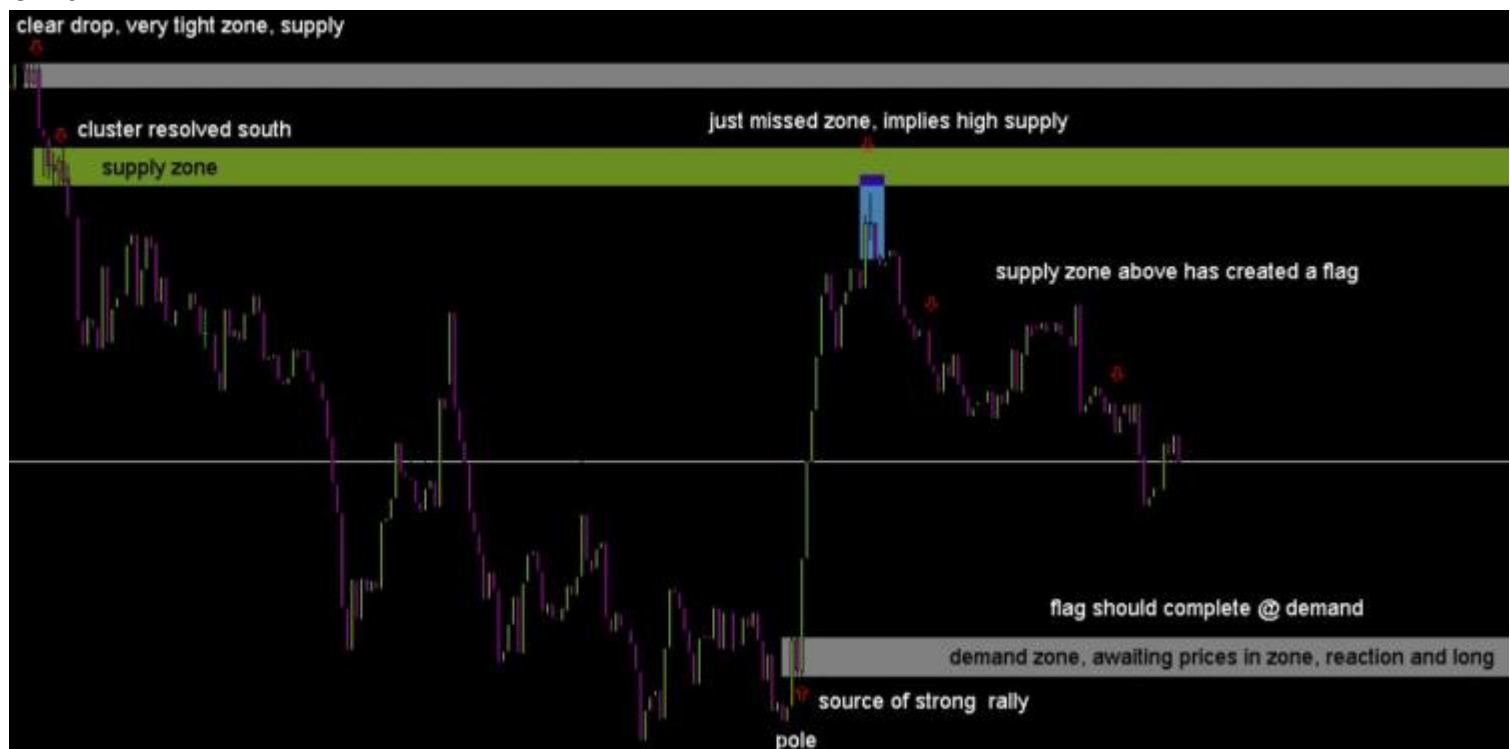 clear drop, very tight zone, supply
cluster resolved south
just missed zone, implies high supply
supply zone
supply zone above has created a flag
flag should complete @ demand
demand zone, awaiting prices in zone, reaction and long
source of strong rally
pole